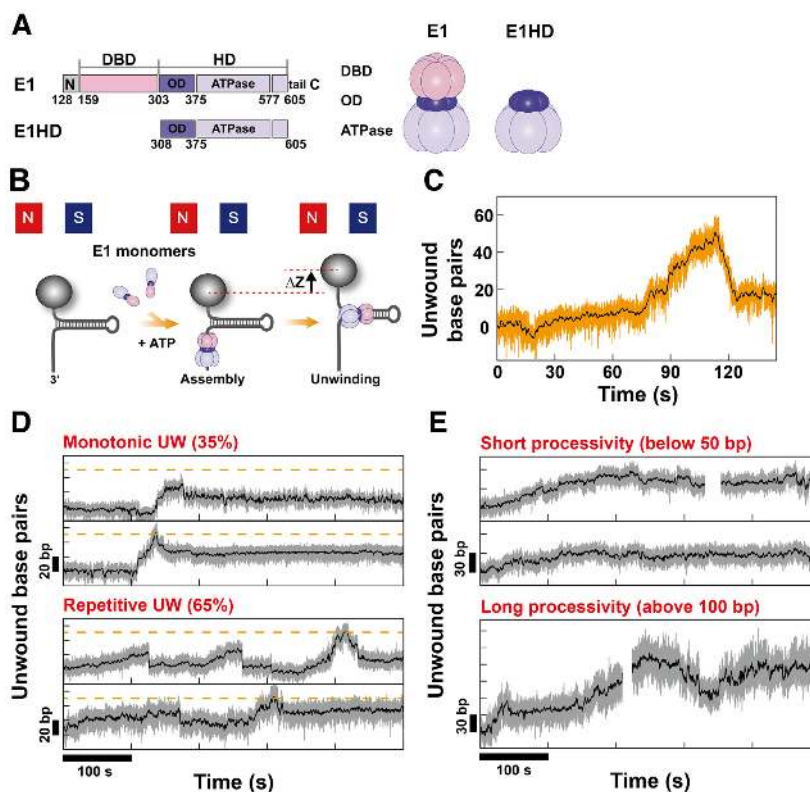 A
DBD
HD
E1
N
OD
ATPase
tail C
128
159
303
375
577
605
E1HD
OD
ATPase
308
375
605
E1
E1HD
DBD
OD
ATPase
B
N
S
N
S
N
S
E1 monomers
ΔZ
+ ATP
3'
Assembly
Unwinding
C
Unwound
base pairs
60
40
20
0
0
30
60
90
120
Time (s)
D
Monotonic UW (35%)
20 bp
Repetitive UW (65%)
20 bp
Unwound base pairs
100 s
Time (s)
E
Short processivity (below 50 bp)
30 bp
Long processivity (above 100 bp)
30 bp
Unwound base pairs
100 s
Time (s)